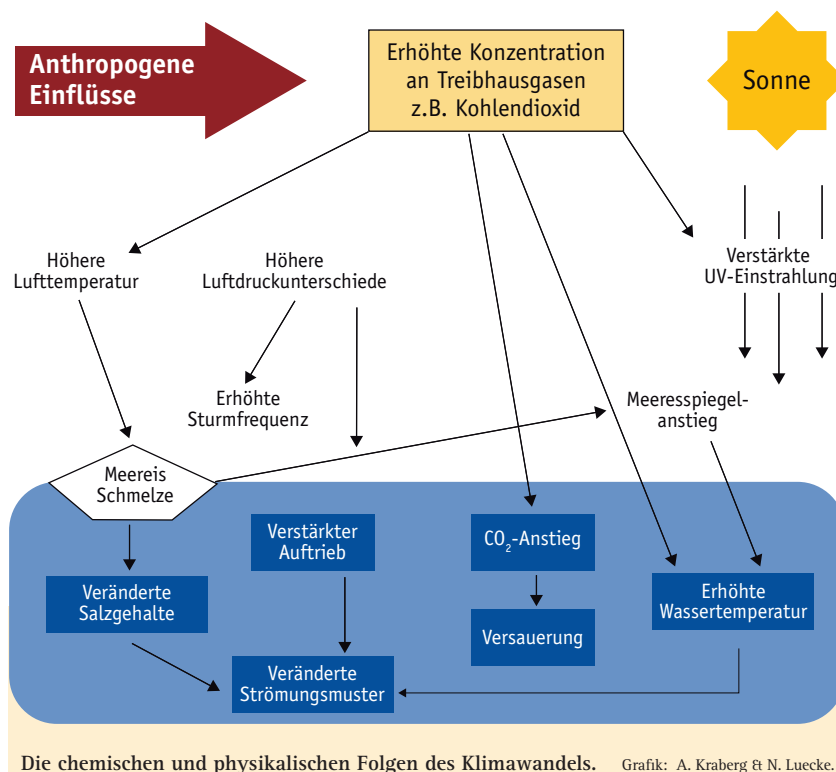 Anthropogene
Einflüsse
Erhöhte Konzentration
an Treibhausgasen
z.B. Kohlendioxid
Sonne
Höhere
Lufttemperatur
Höhere
Luftdruckunterschiede
Verstärkte
UV-Einstrahlung
Erhöhte
Sturmfrequenz
Meeresspiegel-
anstieg
Meereis
Schmelze
Verstärkter
Auftrieb
CO₂-Anstieg
Veränderte
Salzgehalte
Erhöhte
Wassertemperatur
Versauerung
Veränderte
Strömungsmuster
Die chemischen und physikalischen Folgen des Klimawandels. Grafik: A. Kraberg & N. Luecke.